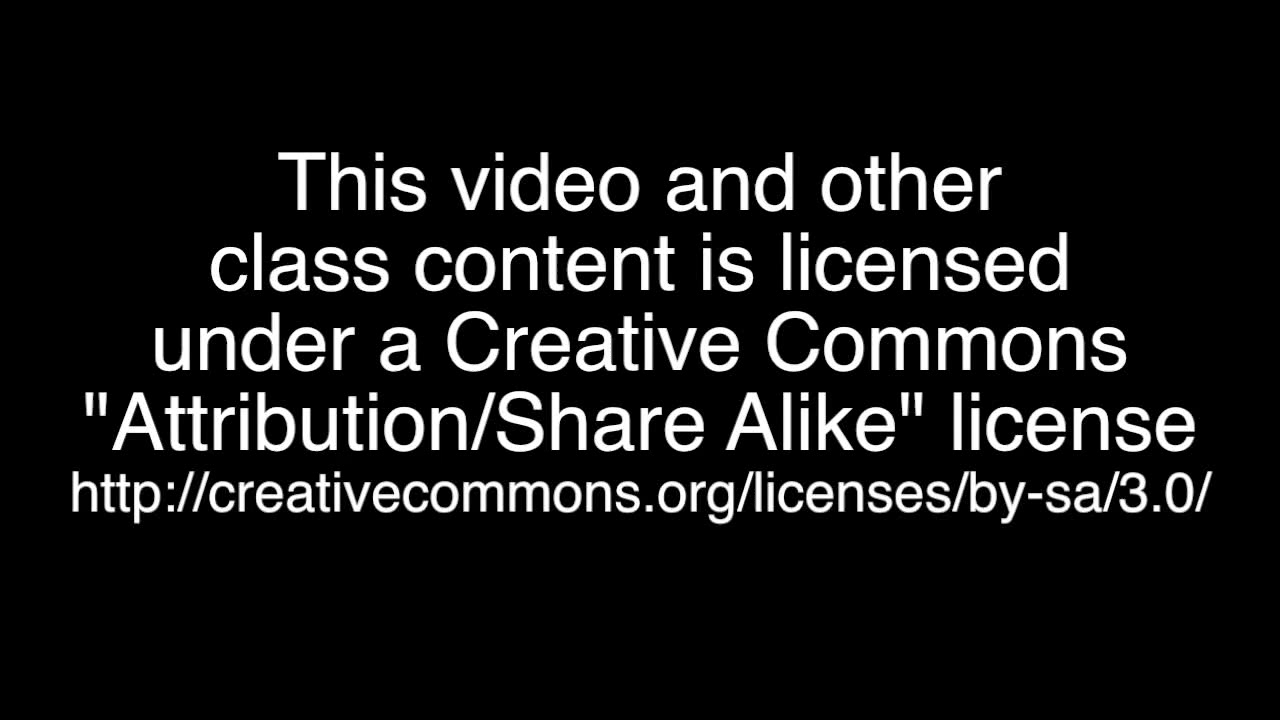 This video and other
class content is licensed
under a Creative Commons
"Attribution/Share Alike" license
http://creativecommons.org/licenses/by-sa/3.0/